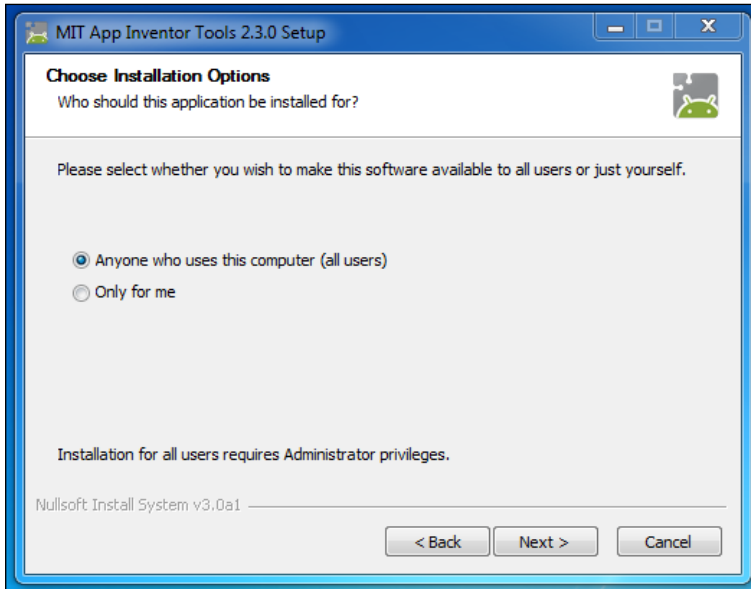 MIT App Inventor Tools 2.3.0 Setup
Choose Installation Options
Who should this application be installed for?
Please select whether you wish to make this software available to all users or just yourself.
Anyone who uses this computer (all users)
Only for me
Installation for all users requires Administrator privileges.
Nullsoft Install System v3.0a1
< Back Next > Cancel